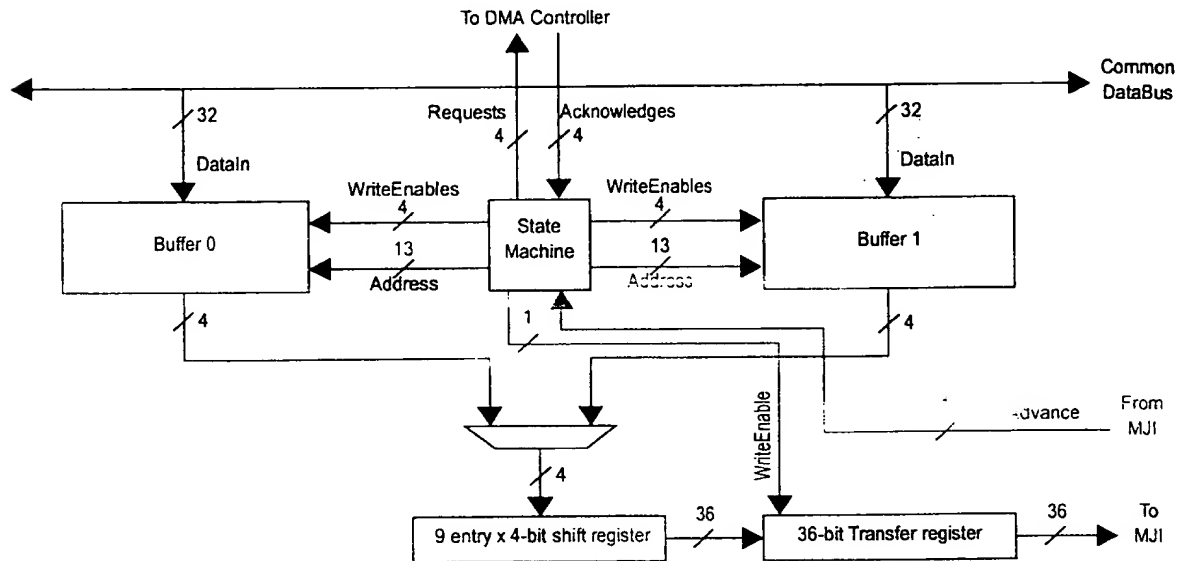 To DMA Controller
Common
DataBus
32
Requests
4
Acknowledges
4
32
DataIn
DataIn
WriteEnables
4
WriteEnables
4
Buffer 0
State
Machine
Buffer 1
13
Address
13
Address
4
1
4
WriteEnable
From
MJI
4
9 entry x 4-bit shift register
36
36-bit Transfer register
36
To
MJI